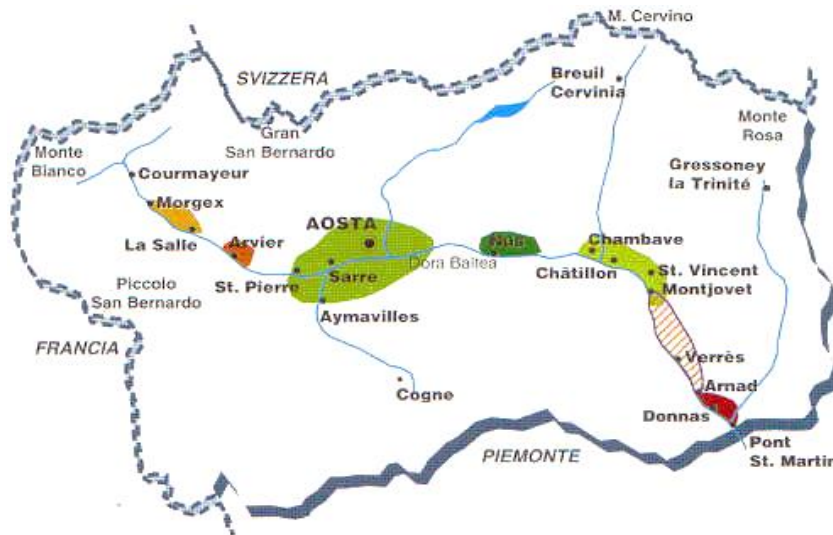 M. Cervino
SVIZZERA
Breuil
Cervinia
Gran
San Bernardo
Monte
Rosa
Monte
Bianco
Courmayeur
Gressoney
la Trinité
Morgex
AOSTA
Nus
Chambave
La Salle
Arvier
Dora Baltea
St. Pierre
Sarre
Châtillon
St. Vincent
Montjovet
Piccolo
San Bernardo
Aymavilles
FRANCIA
Verrès
Cogne
Arnad
Donnas
PIEMONTE
Pont
St. Martin